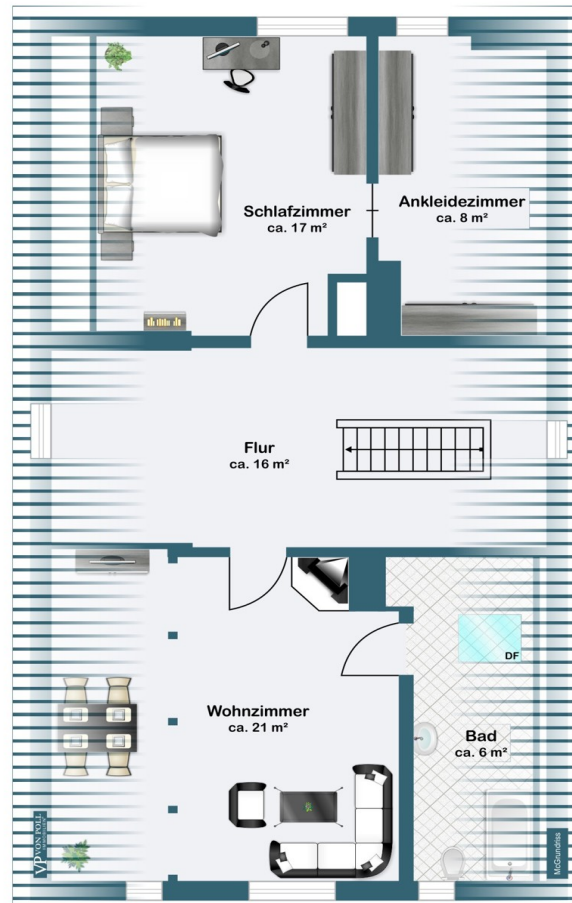 Schlafzimmer
ca. 17 m²
Ankleidezimmer
ca. 8 m²
Flur
ca. 16 m²
DF
Wohnzimmer
ca. 21 m²
Bad
ca. 6 m²
VP VON POLL
McGrundriss